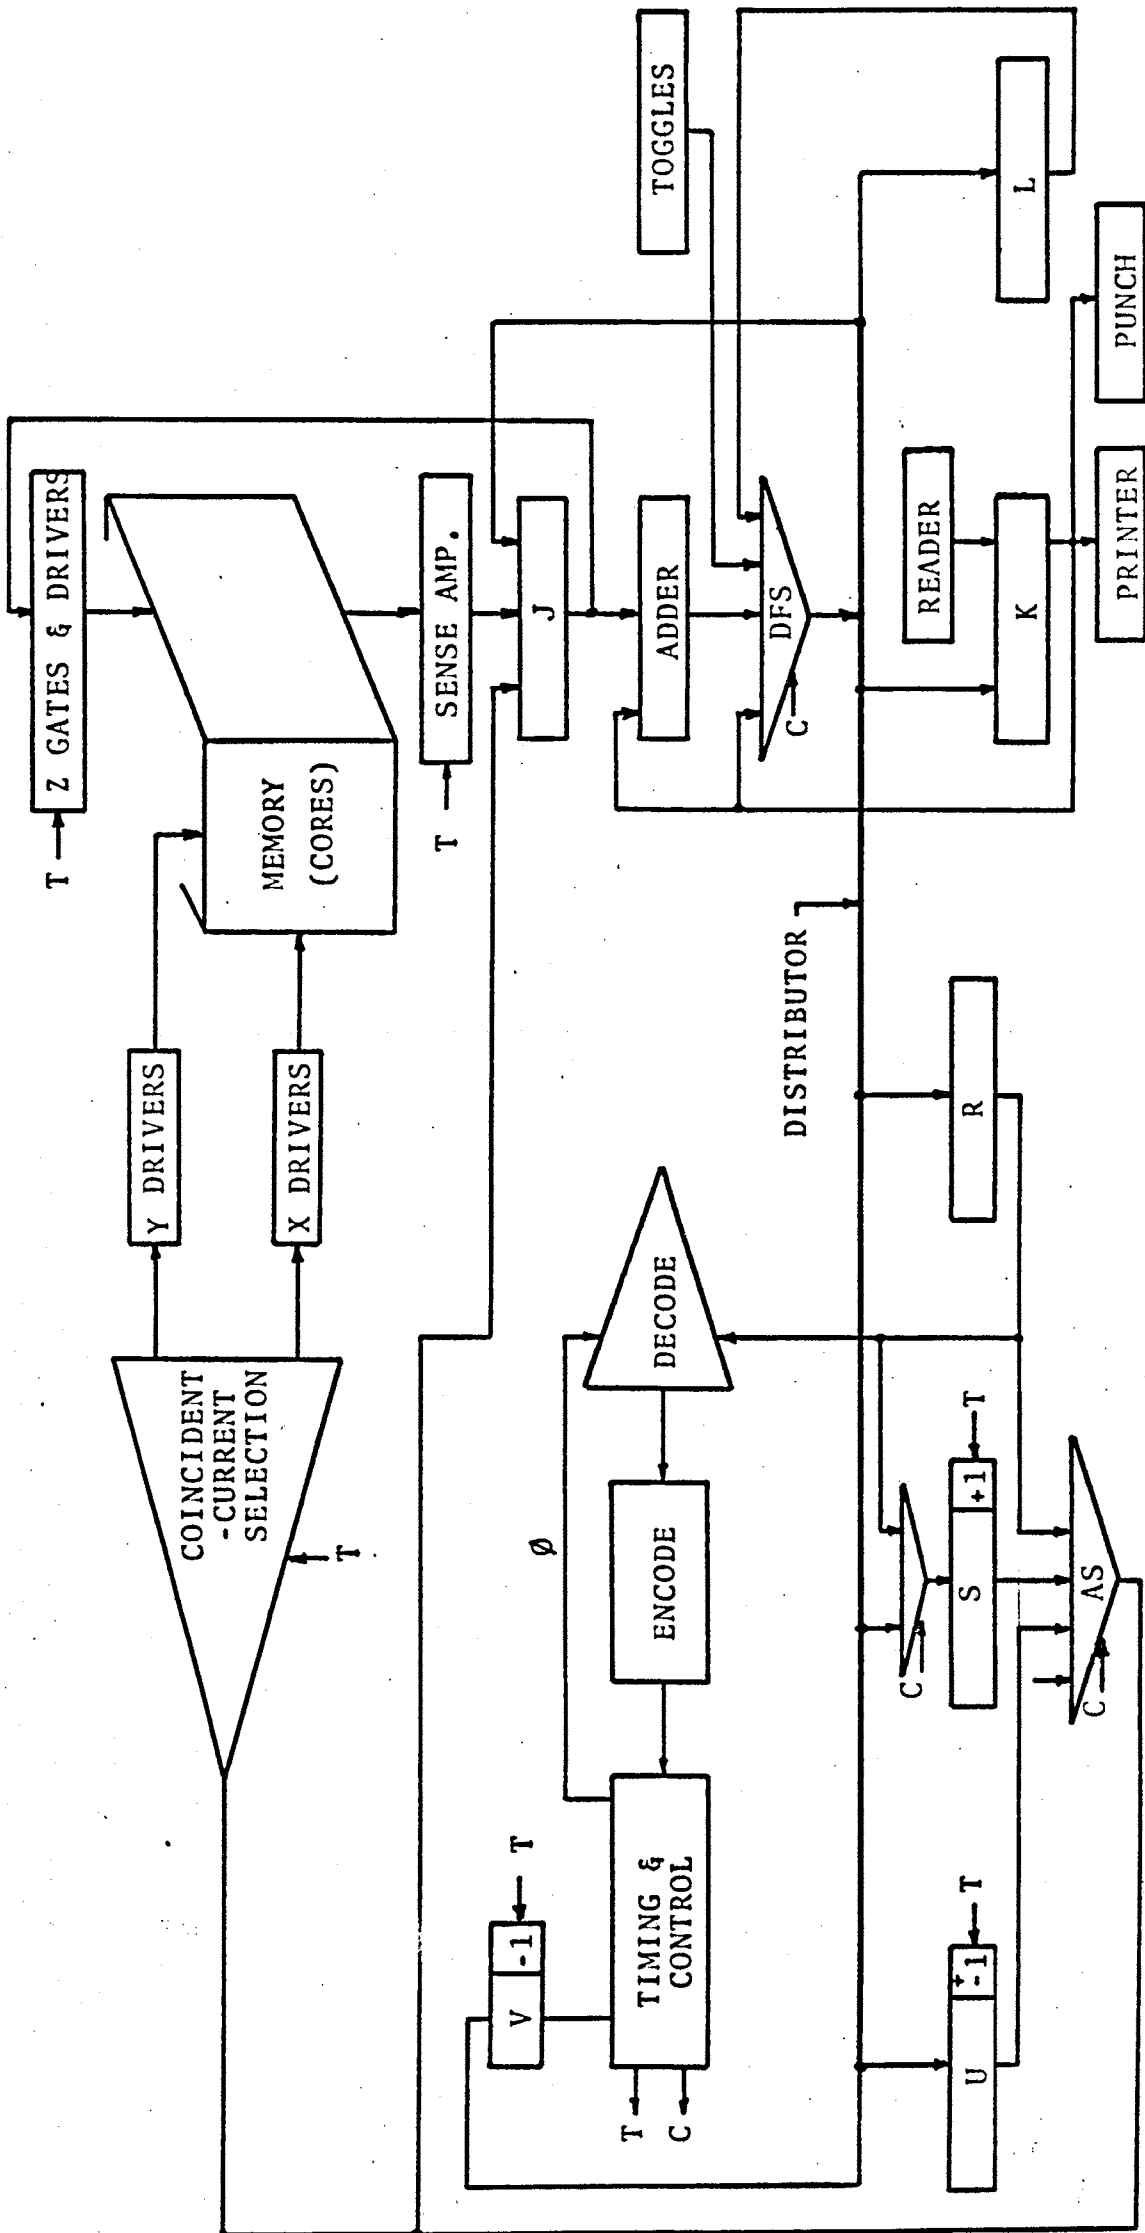 T
Z GATES & DRIVERS
Y DRIVERS
X DRIVERS
COINCIDENT
-CURRENT
SELECTION
T
MEMORY
(CORES)
T
SENSE AMP.
J
TOGGLES
ADDER
DFS
C
V
-1
T
Ø
TIMING &
CONTROL
ENCODE
DECODE
T
C
DISTRIBUTOR
READER
K
L
PRINTER
PUNCH
U
+-1
T
C
S
+1
T
R
AS
C